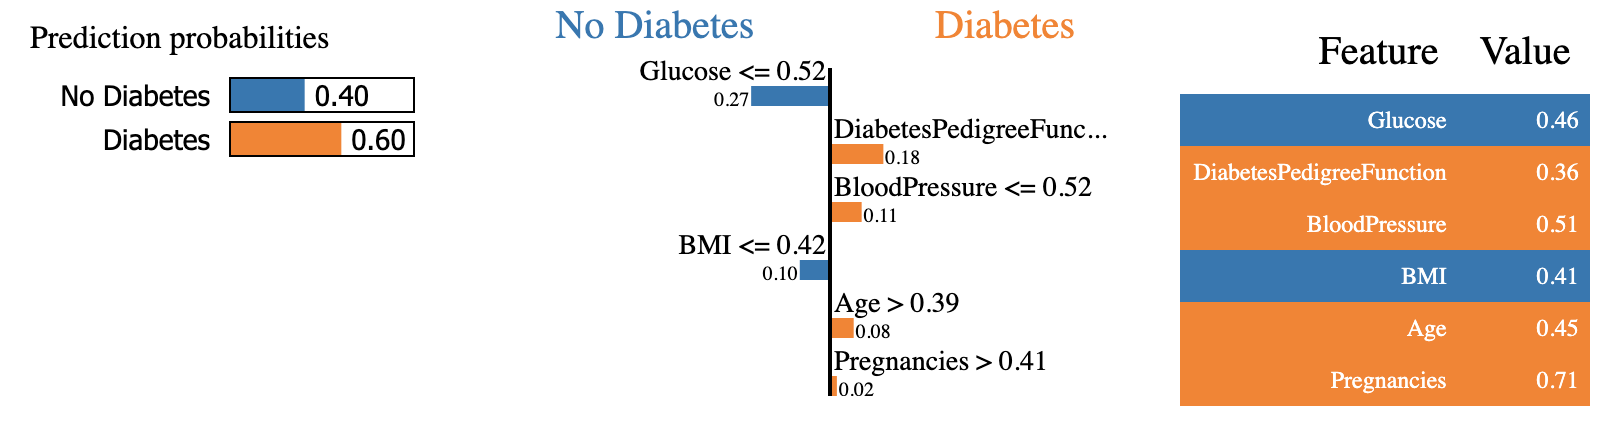 Prediction probabilities
No Diabetes 0.40
Diabetes 0.60
No Diabetes Diabetes
Glucose <= 0.52
0.27
DiabetesPedigreeFunc...
0.18
BloodPressure <= 0.52
0.11
BMI <= 0.42
0.10
Age > 0.39
0.08
Pregnancies > 0.41
0.02
Feature Value
Glucose 0.46
DiabetesPedigreeFunction 0.36
BloodPressure 0.51
BMI 0.41
Age 0.45
Pregnancies 0.71